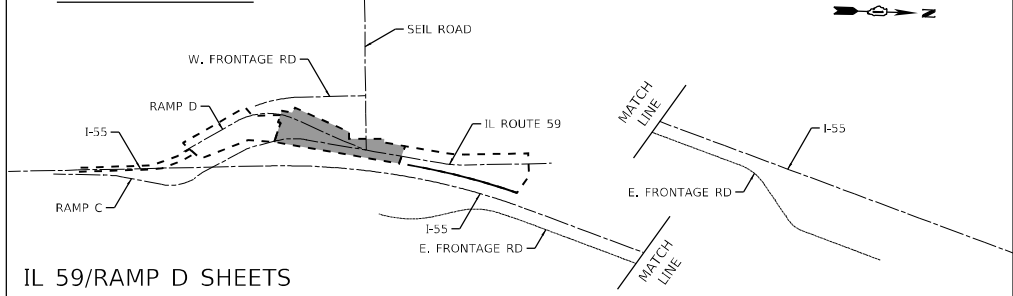 N
SEIL ROAD
W. FRONTAGE RD
RAMP D
I-55
IL ROUTE 59
RAMP C
I-55
E. FRONTAGE RD
MATCH
LINE
MATCH
LINE
I-55
E. FRONTAGE RD
IL 59/RAMP D SHEETS